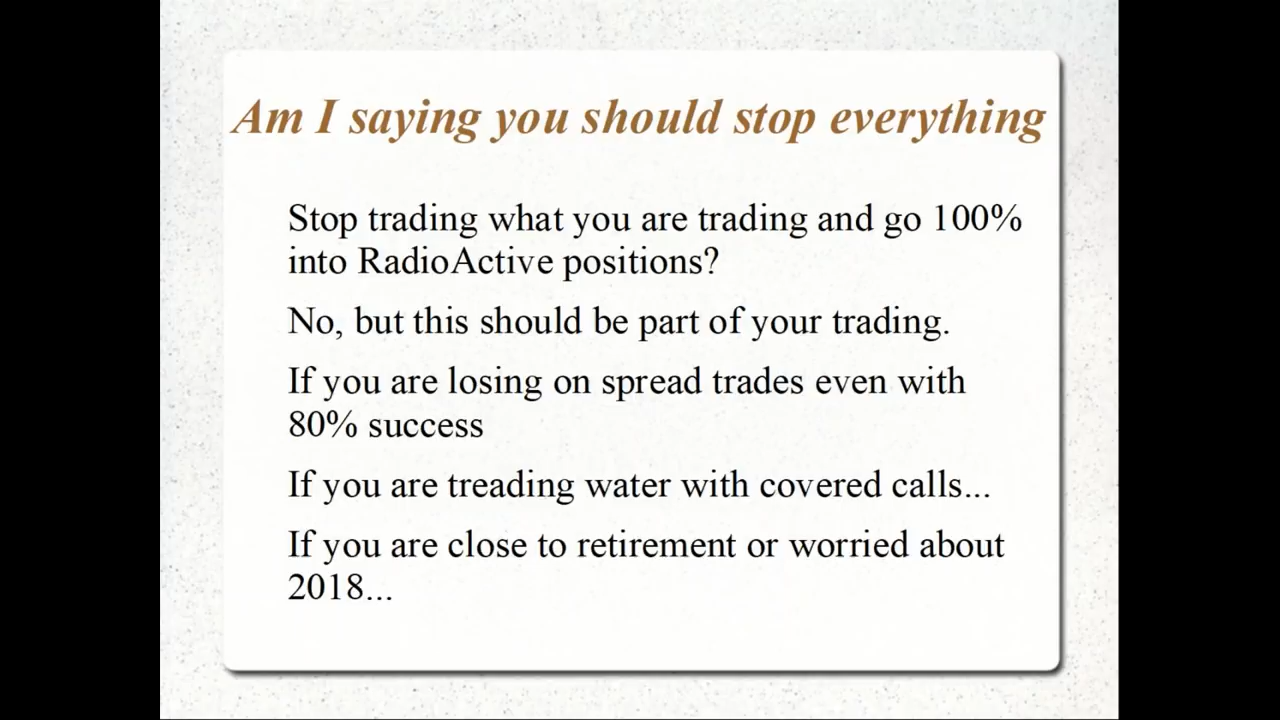 Am I saying you should stop everything
Stop trading what you are trading and go 100%
into RadioActive positions?
No, but this should be part of your trading.
If you are losing on spread trades even with
80% success
If you are treading water with covered calls...
If you are close to retirement or worried about
2018...